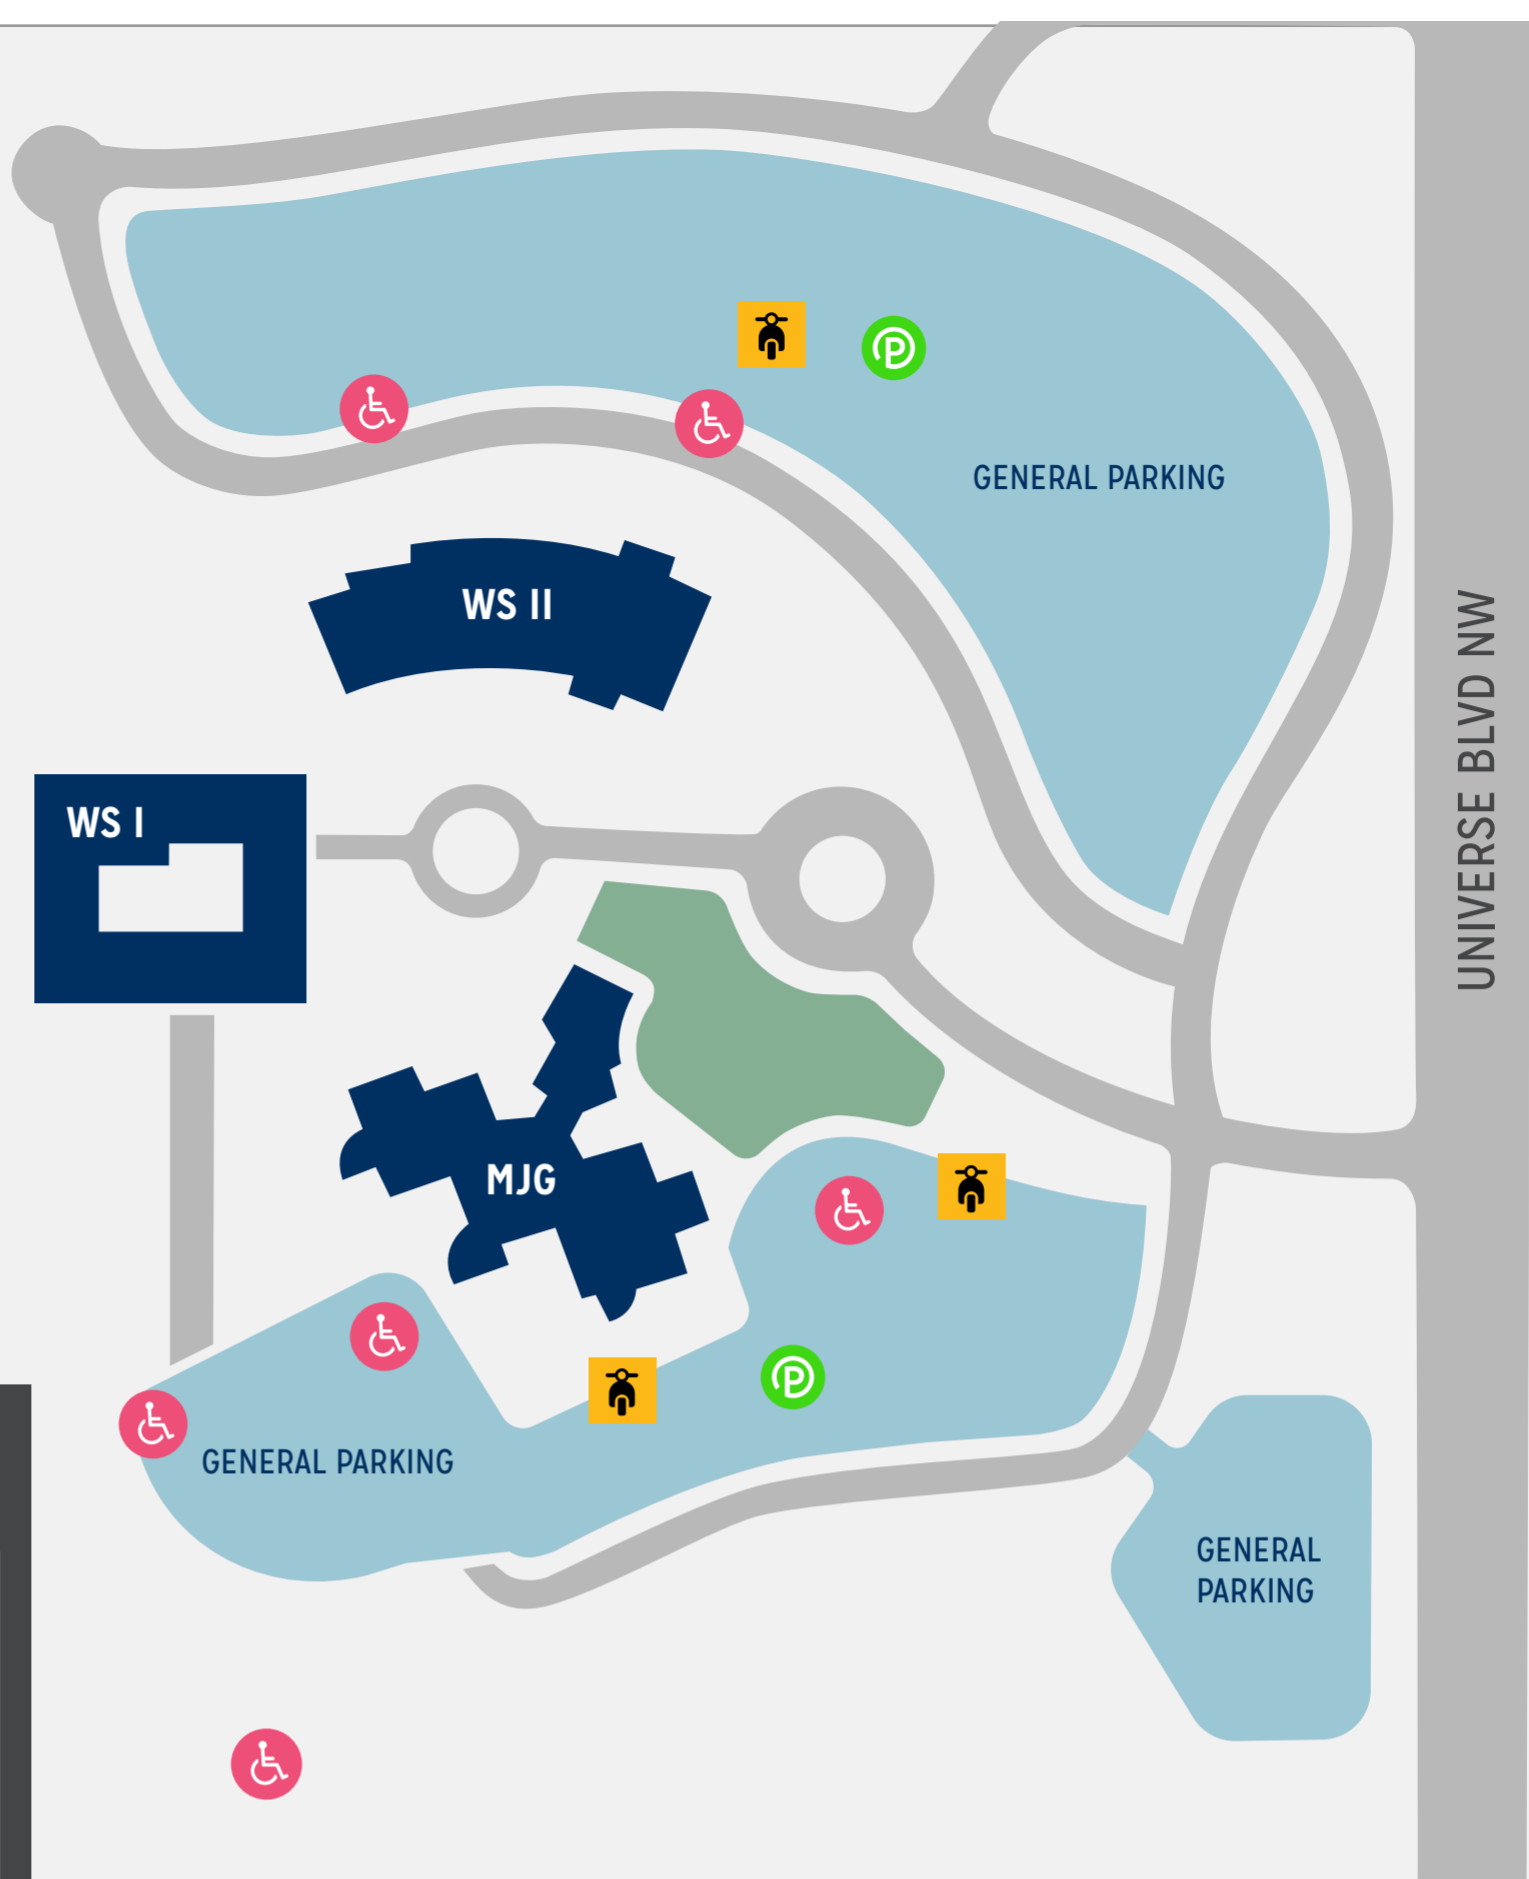 GENERAL PARKING
WS II
UNIVERSE BLVD NW
WS I
MJG
GENERAL PARKING
GENERAL
PARKING